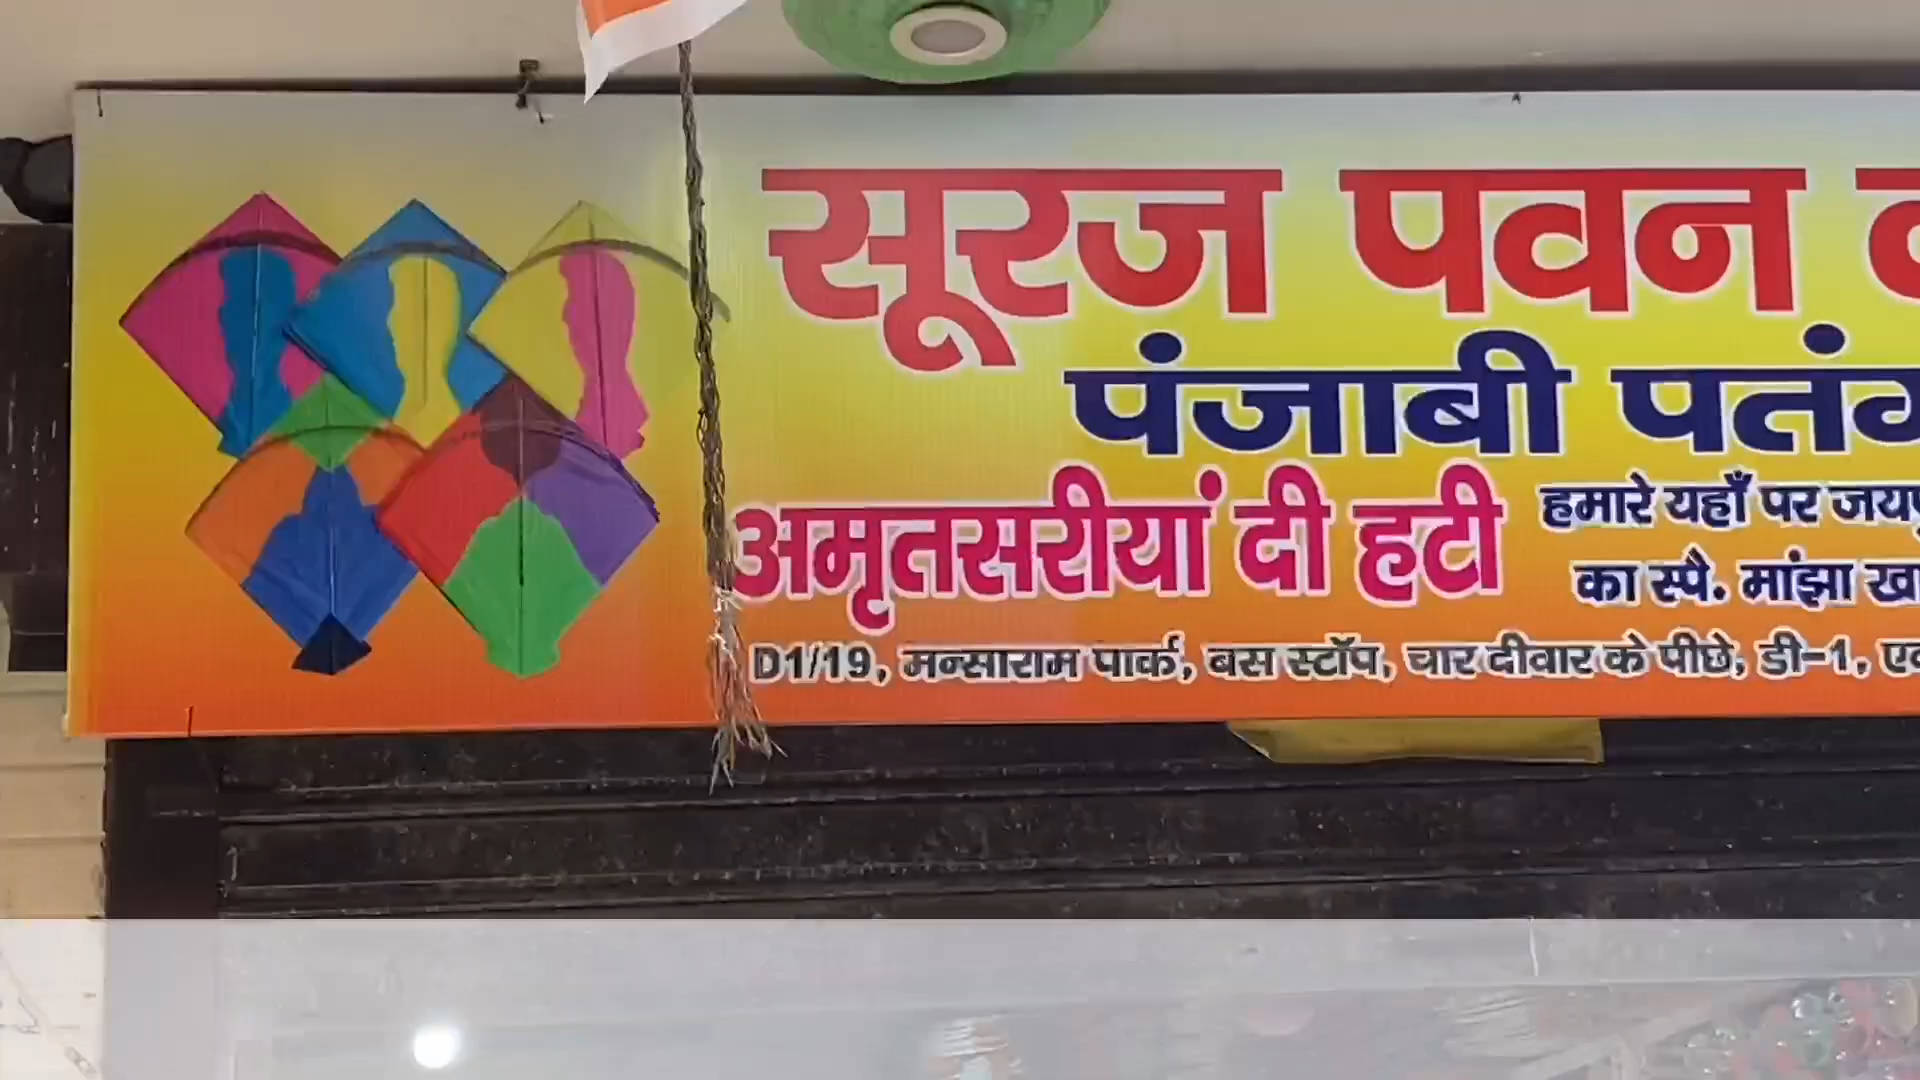 सूरज पवन
पंजाबी पतंग
अमृतसरीयां दी हटी
हमारे यहाँ पर
का स्पै. मांझा
D1/19, मन्साराम पार्क, बस स्टॉप, चार दीवार के पीछे, डी-1,